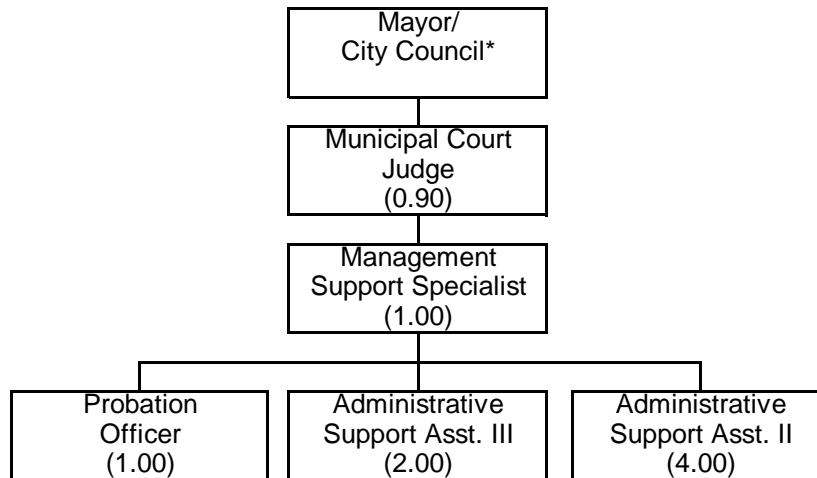 Mayor/
City Council*
Municipal Court
Judge
(0.90)
Management
Support Specialist
(1.00)
Probation
Officer
(1.00)
Administrative
Support Asst. III
(2.00)
Administrative
Support Asst. II
(4.00)